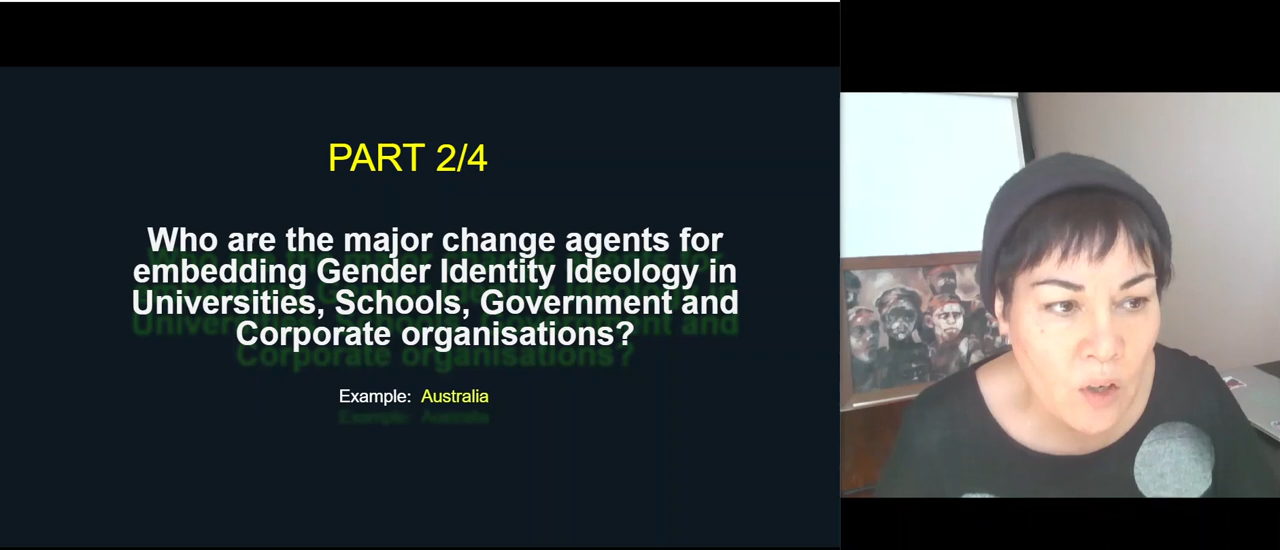 PART 2/4
Who are the major change agents for
embedding Gender Identity Ideology in
Universities, Schools, Government and
Corporate organisations?
Example: Australia